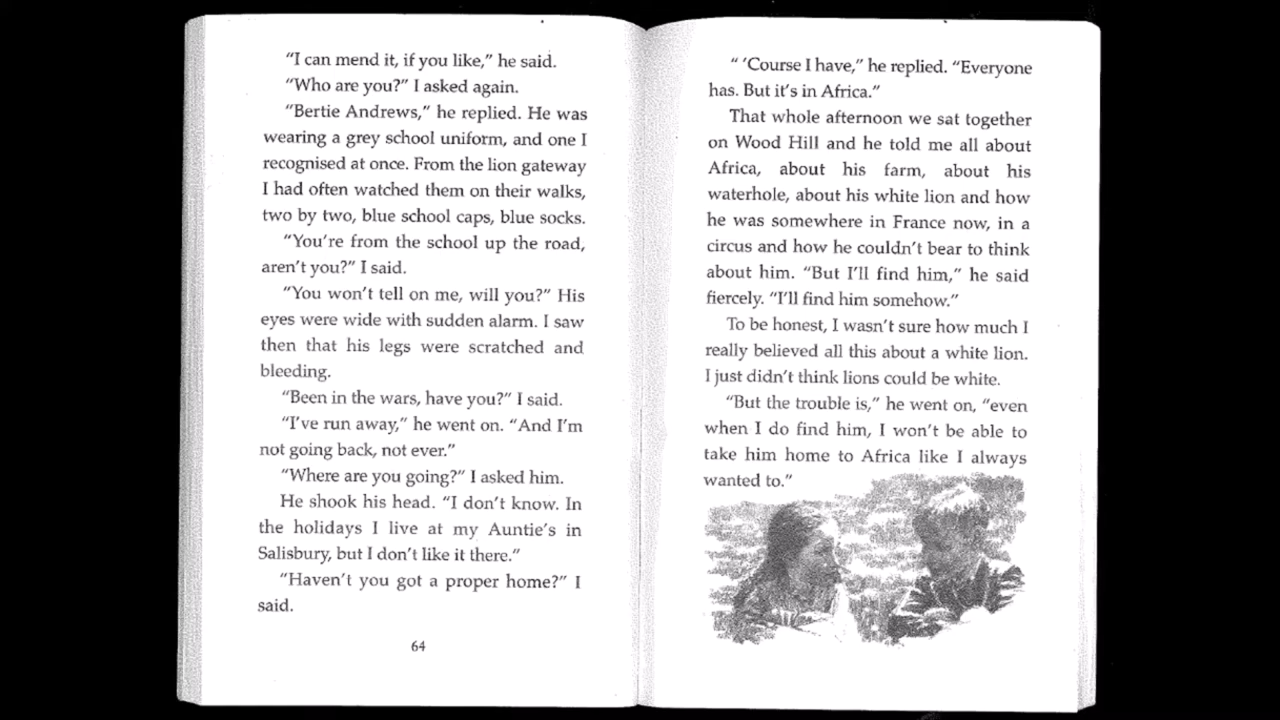 “I can mend it, if you like,” he said.
“Who are you?” I asked again.
“Bertie Andrews,” he replied. He was
wearing a grey school uniform, and one I
recognised at once. From the lion gateway
I had often watched them on their walks,
two by two, blue school caps, blue socks.
“You’re from the school up the road,
aren’t you?” I said.
“You won’t tell on me, will you?” His
eyes were wide with sudden alarm. I saw
then that his legs were scratched and
bleeding.
“Been in the wars, have you?” I said.
“I’ve run away,” he went on. “And I’m
not going back, not ever.”
“Where are you going?” I asked him.
He shook his head. “I don’t know. In
the holidays I live at my Auntie’s in
Salisbury, but I don’t like it there.”
“Haven’t you got a proper home?” I
said.
64
“ ‘Course I have,” he replied. “Everyone
has. But it’s in Africa.”
That whole afternoon we sat together
on Wood Hill and he told me all about
Africa, about his farm, about his
waterhole, about his white lion and how
he was somewhere in France now, in a
circus and how he couldn’t bear to think
about him. “But I’ll find him,” he said
fiercely. “I’ll find him somehow.”
To be honest, I wasn’t sure how much I
really believed all this about a white lion.
I just didn’t think lions could be white.
“But the trouble is,” he went on, “even
when I do find him, I won’t be able to
take him home to Africa like I always
wanted to.”